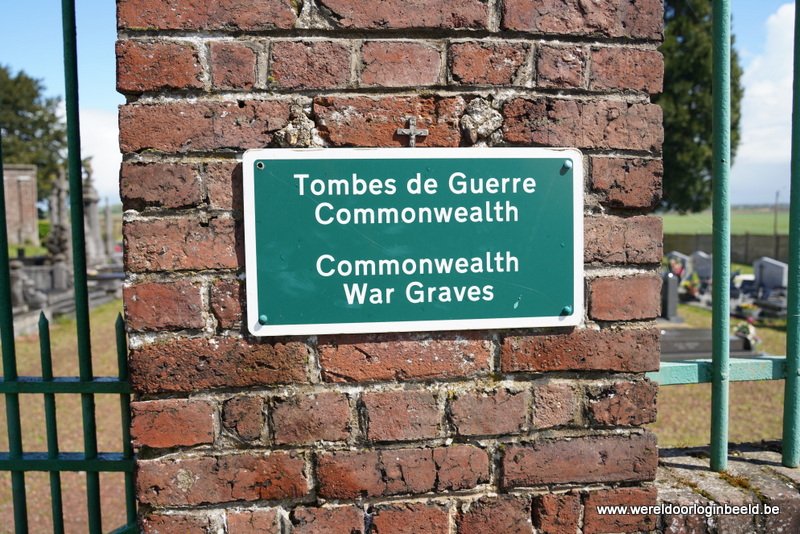 Tombes de Guerre
Commonwealth
Commonwealth
War Graves
www.wereldoorloginbeeld.be